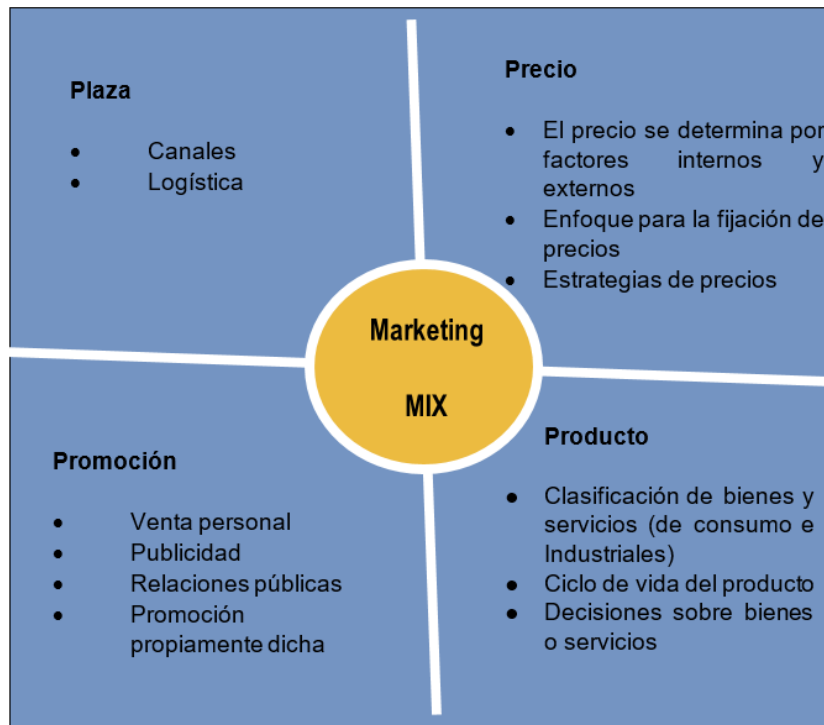 Plaza
• Canales
• Logística
Precio
• El precio se determina por
factores internos y
externos
• Enfoque para la fijación de
precios
• Estrategias de precios
Marketing
MIX
Promoción
• Venta personal
• Publicidad
• Relaciones públicas
• Promoción
propiamente dicha
Producto
• Clasificación de bienes y
servicios (de consumo e
Industriales)
• Ciclo de vida del producto
• Decisiones sobre bienes
o servicios